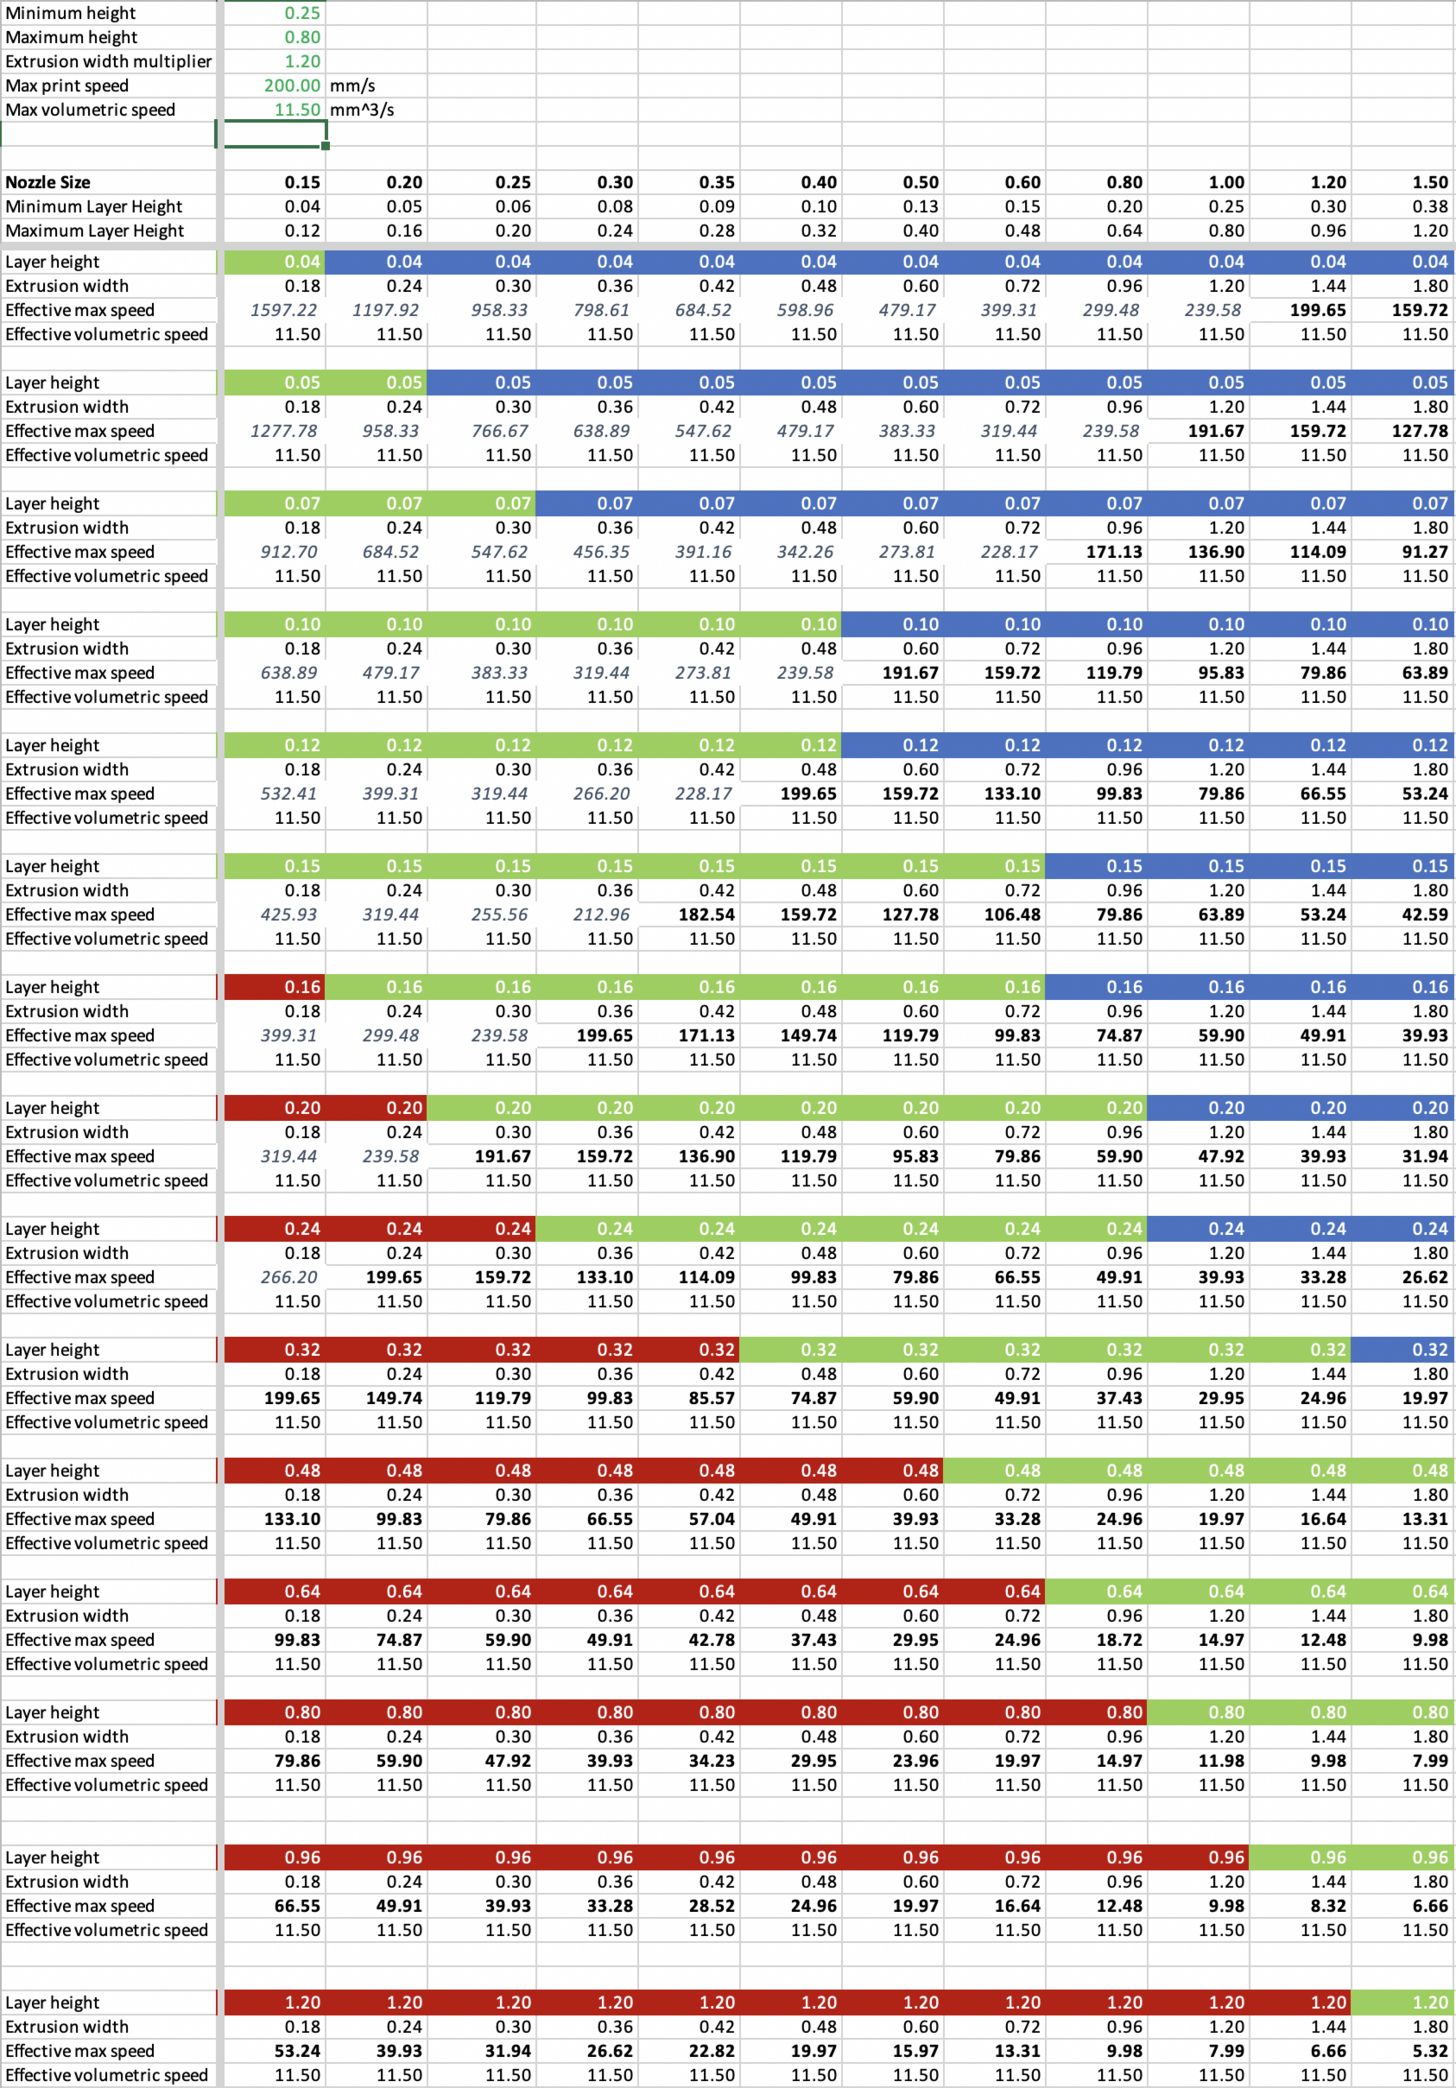 Minimum height 0.25
Maximum height 0.80
Extrusion width multiplier 1.20
Max print speed 200.00 mm/s
Max volumetric speed 11.50 mm^3/s
Nozzle Size 0.15 0.20 0.25 0.30 0.35 0.40 0.50 0.60 0.80 1.00 1.20 1.50
Minimum Layer Height 0.04 0.05 0.06 0.08 0.09 0.10 0.13 0.15 0.20 0.25 0.30 0.38
Maximum Layer Height 0.12 0.16 0.20 0.24 0.28 0.32 0.40 0.48 0.64 0.80 0.96 1.20
Layer height 0.04 0.04 0.04 0.04 0.04 0.04 0.04 0.04 0.04 0.04 0.04 0.04
Extrusion width 0.18 0.24 0.30 0.36 0.42 0.48 0.60 0.72 0.96 1.20 1.44 1.80
Effective max speed 1597.22 1197.92 958.33 798.61 684.52 598.96 479.17 399.31 299.48 239.58 199.65 159.72
Effective volumetric speed 11.50 11.50 11.50 11.50 11.50 11.50 11.50 11.50 11.50 11.50 11.50 11.50
Layer height 0.05 0.05 0.05 0.05 0.05 0.05 0.05 0.05 0.05 0.05 0.05 0.05
Extrusion width 0.18 0.24 0.30 0.36 0.42 0.48 0.60 0.72 0.96 1.20 1.44 1.80
Effective max speed 1277.78 958.33 766.67 638.89 547.62 479.17 383.33 319.44 239.58 191.67 159.72 127.78
Effective volumetric speed 11.50 11.50 11.50 11.50 11.50 11.50 11.50 11.50 11.50 11.50 11.50 11.50
Layer height 0.07 0.07 0.07 0.07 0.07 0.07 0.07 0.07 0.07 0.07 0.07 0.07
Extrusion width 0.18 0.24 0.30 0.36 0.42 0.48 0.60 0.72 0.96 1.20 1.44 1.80
Effective max speed 912.70 684.52 547.62 456.35 391.16 342.26 273.81 228.17 171.13 136.90 114.09 91.27
Effective volumetric speed 11.50 11.50 11.50 11.50 11.50 11.50 11.50 11.50 11.50 11.50 11.50 11.50
Layer height 0.10 0.10 0.10 0.10 0.10 0.10 0.10 0.10 0.10 0.10 0.10 0.10
Extrusion width 0.18 0.24 0.30 0.36 0.42 0.48 0.60 0.72 0.96 1.20 1.44 1.80
Effective max speed 638.89 479.17 383.33 319.44 273.81 239.58 191.67 159.72 119.79 95.83 79.86 63.89
Effective volumetric speed 11.50 11.50 11.50 11.50 11.50 11.50 11.50 11.50 11.50 11.50 11.50 11.50
Layer height 0.12 0.12 0.12 0.12 0.12 0.12 0.12 0.12 0.12 0.12 0.12 0.12
Extrusion width 0.18 0.24 0.30 0.36 0.42 0.48 0.60 0.72 0.96 1.20 1.44 1.80
Effective max speed 532.41 399.31 319.44 266.20 228.17 199.65 159.72 133.10 99.83 79.86 66.55 53.24
Effective volumetric speed 11.50 11.50 11.50 11.50 11.50 11.50 11.50 11.50 11.50 11.50 11.50 11.50
Layer height 0.15 0.15 0.15 0.15 0.15 0.15 0.15 0.15 0.15 0.15 0.15 0.15
Extrusion width 0.18 0.24 0.30 0.36 0.42 0.48 0.60 0.72 0.96 1.20 1.44 1.80
Effective max speed 425.93 319.44 255.56 212.96 182.54 159.72 127.78 106.48 79.86 63.89 53.24 42.59
Effective volumetric speed 11.50 11.50 11.50 11.50 11.50 11.50 11.50 11.50 11.50 11.50 11.50 11.50
Layer height 0.16 0.16 0.16 0.16 0.16 0.16 0.16 0.16 0.16 0.16 0.16 0.16
Extrusion width 0.18 0.24 0.30 0.36 0.42 0.48 0.60 0.72 0.96 1.20 1.44 1.80
Effective max speed 399.31 299.48 239.58 199.65 171.13 149.74 119.79 99.83 74.87 59.90 49.91 39.93
Effective volumetric speed 11.50 11.50 11.50 11.50 11.50 11.50 11.50 11.50 11.50 11.50 11.50 11.50
Layer height 0.20 0.20 0.20 0.20 0.20 0.20 0.20 0.20 0.20 0.20 0.20 0.20
Extrusion width 0.18 0.24 0.30 0.36 0.42 0.48 0.60 0.72 0.96 1.20 1.44 1.80
Effective max speed 319.44 239.58 191.67 159.72 136.90 119.79 95.83 79.86 59.90 47.92 39.93 31.94
Effective volumetric speed 11.50 11.50 11.50 11.50 11.50 11.50 11.50 11.50 11.50 11.50 11.50 11.50
Layer height 0.24 0.24 0.24 0.24 0.24 0.24 0.24 0.24 0.24 0.24 0.24 0.24
Extrusion width 0.18 0.24 0.30 0.36 0.42 0.48 0.60 0.72 0.96 1.20 1.44 1.80
Effective max speed 266.20 199.65 159.72 133.10 114.09 99.83 79.86 66.55 49.91 39.93 33.28 26.62
Effective volumetric speed 11.50 11.50 11.50 11.50 11.50 11.50 11.50 11.50 11.50 11.50 11.50 11.50
Layer height 0.32 0.32 0.32 0.32 0.32 0.32 0.32 0.32 0.32 0.32 0.32 0.32
Extrusion width 0.18 0.24 0.30 0.36 0.42 0.48 0.60 0.72 0.96 1.20 1.44 1.80
Effective max speed 199.65 149.74 119.79 99.83 85.57 74.87 59.90 49.91 37.43 29.95 24.96 19.97
Effective volumetric speed 11.50 11.50 11.50 11.50 11.50 11.50 11.50 11.50 11.50 11.50 11.50 11.50
Layer height 0.48 0.48 0.48 0.48 0.48 0.48 0.48 0.48 0.48 0.48 0.48 0.48
Extrusion width 0.18 0.24 0.30 0.36 0.42 0.48 0.60 0.72 0.96 1.20 1.44 1.80
Effective max speed 133.10 99.83 79.86 66.55 57.04 49.91 39.93 33.28 24.96 19.97 16.64 13.31
Effective volumetric speed 11.50 11.50 11.50 11.50 11.50 11.50 11.50 11.50 11.50 11.50 11.50 11.50
Layer height 0.64 0.64 0.64 0.64 0.64 0.64 0.64 0.64 0.64 0.64 0.64 0.64
Extrusion width 0.18 0.24 0.30 0.36 0.42 0.48 0.60 0.72 0.96 1.20 1.44 1.80
Effective max speed 99.83 74.87 59.90 49.91 42.78 37.43 29.95 24.96 18.72 14.97 12.48 9.98
Effective volumetric speed 11.50 11.50 11.50 11.50 11.50 11.50 11.50 11.50 11.50 11.50 11.50 11.50
Layer height 0.80 0.80 0.80 0.80 0.80 0.80 0.80 0.80 0.80 0.80 0.80 0.80
Extrusion width 0.18 0.24 0.30 0.36 0.42 0.48 0.60 0.72 0.96 1.20 1.44 1.80
Effective max speed 79.86 59.90 47.92 39.93 34.23 29.95 23.96 19.97 14.97 11.98 9.98 7.99
Effective volumetric speed 11.50 11.50 11.50 11.50 11.50 11.50 11.50 11.50 11.50 11.50 11.50 11.50
Layer height 0.96 0.96 0.96 0.96 0.96 0.96 0.96 0.96 0.96 0.96 0.96 0.96
Extrusion width 0.18 0.24 0.30 0.36 0.42 0.48 0.60 0.72 0.96 1.20 1.44 1.80
Effective max speed 66.55 49.91 39.93 33.28 28.52 24.96 19.97 16.64 12.48 9.98 8.32 6.66
Effective volumetric speed 11.50 11.50 11.50 11.50 11.50 11.50 11.50 11.50 11.50 11.50 11.50 11.50
Layer height 1.20 1.20 1.20 1.20 1.20 1.20 1.20 1.20 1.20 1.20 1.20 1.20
Extrusion width 0.18 0.24 0.30 0.36 0.42 0.48 0.60 0.72 0.96 1.20 1.44 1.80
Effective max speed 53.24 39.93 31.94 26.62 22.82 19.97 15.97 13.31 9.98 7.99 6.66 5.32
Effective volumetric speed 11.50 11.50 11.50 11.50 11.50 11.50 11.50 11.50 11.50 11.50 11.50 11.50